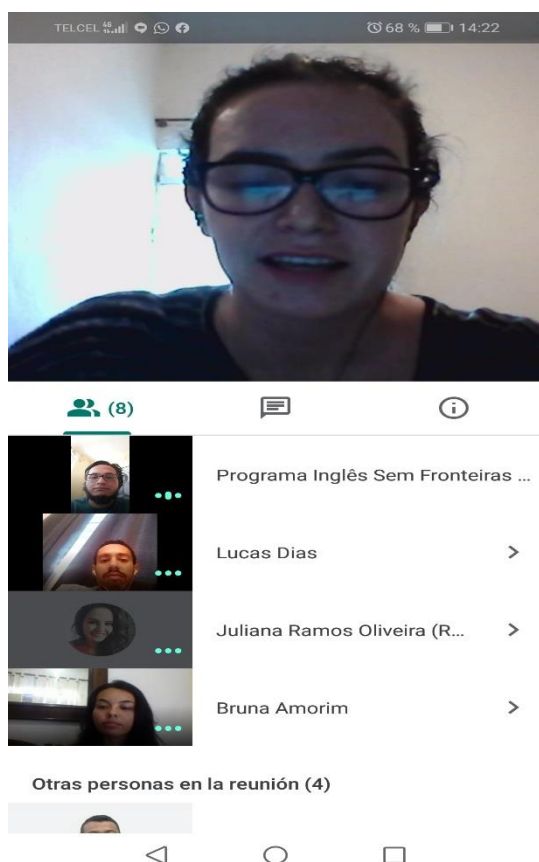 TELCEL 68 % 14:22
(8)
Programa Inglês Sem Fronteiras ...
Lucas Dias
Juliana Ramos Oliveira (R...
Bruna Amorim
Otras personas en la reunión (4)